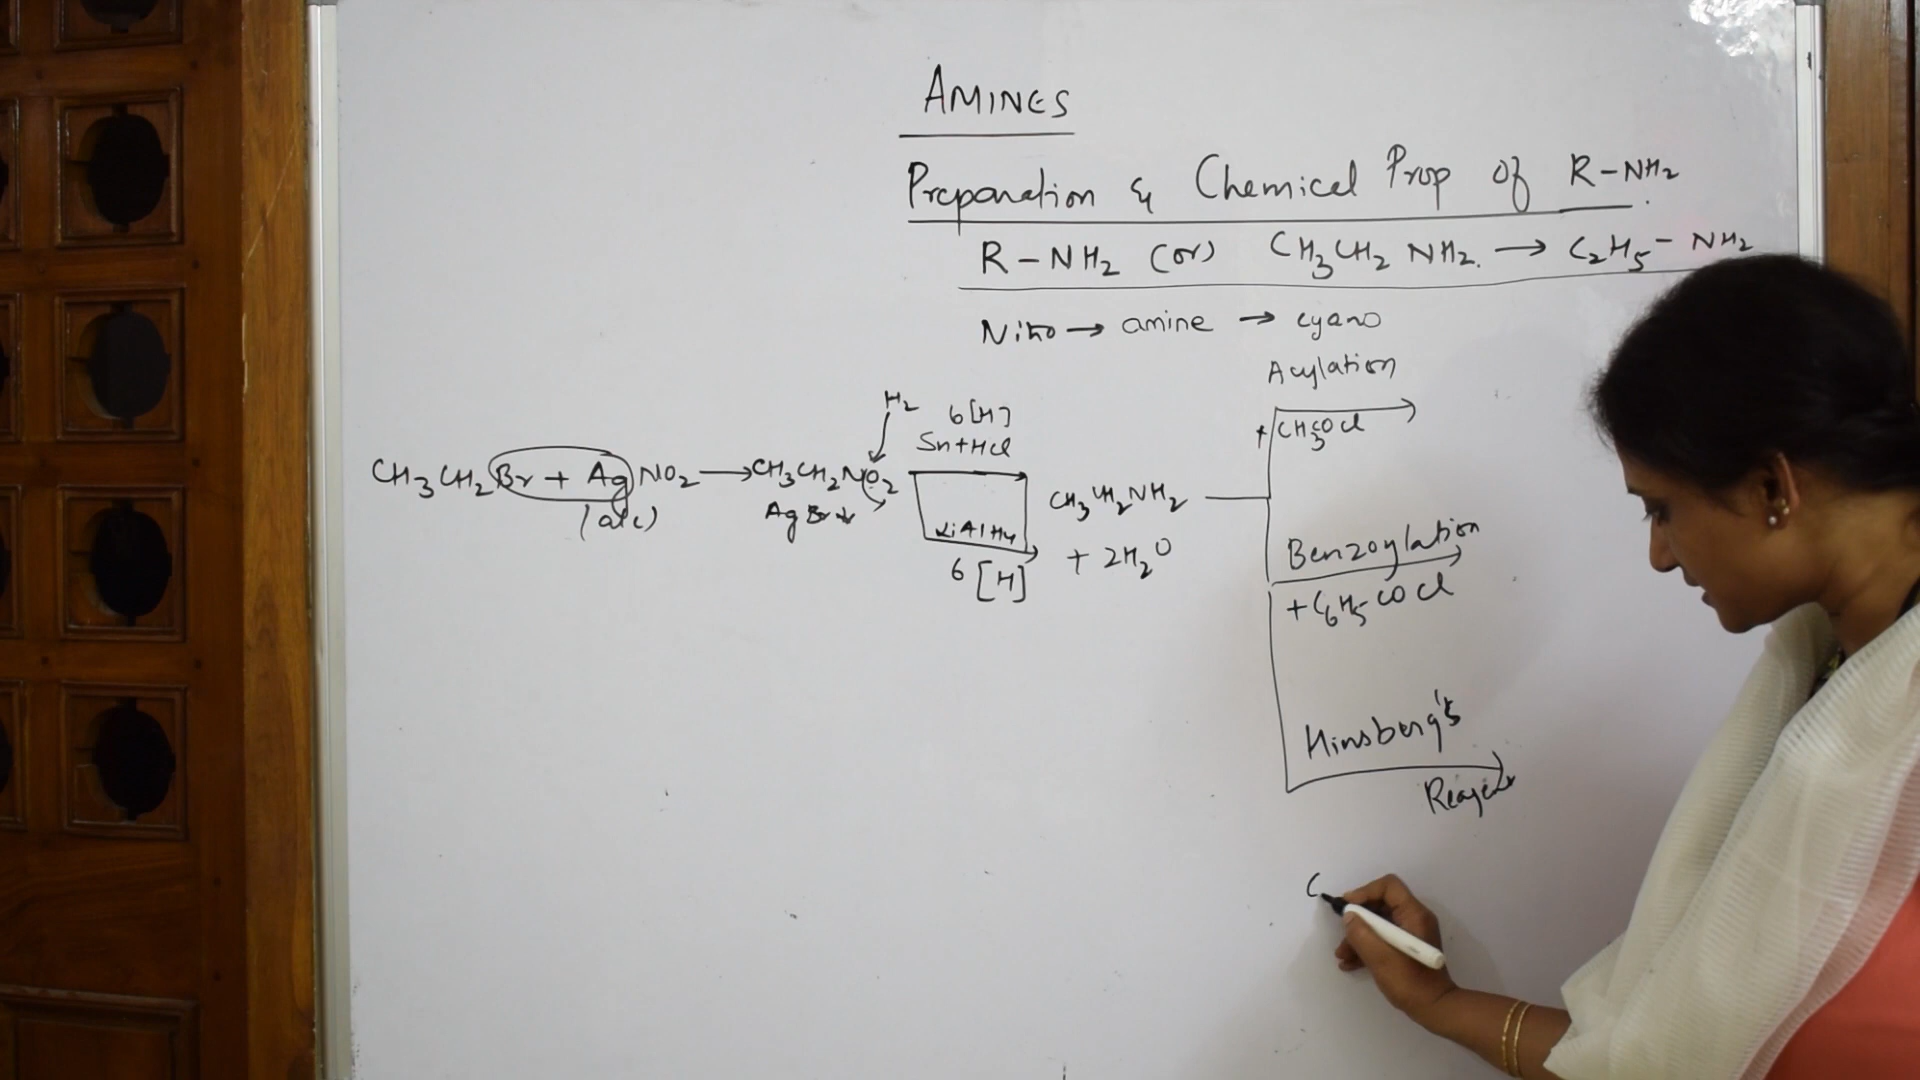 AMINES
Preparation & Chemical Prop of R-NH2
R-NH2 (or) CH3CH2NH2. → C2H5-NH2
Nitro → amine → cyano
Acylation
+CH3COCl
H2
6[H]
Sn+HCl
CH3CH2Br + AgNO2 → CH3CH2NO2
(alc)
AgBr↓
LiAlH4
6[H]
CH3CH2NH2
+ 2H2O
Benzoylation
+C6H5COCl
Hinsberg's
Reagent
C